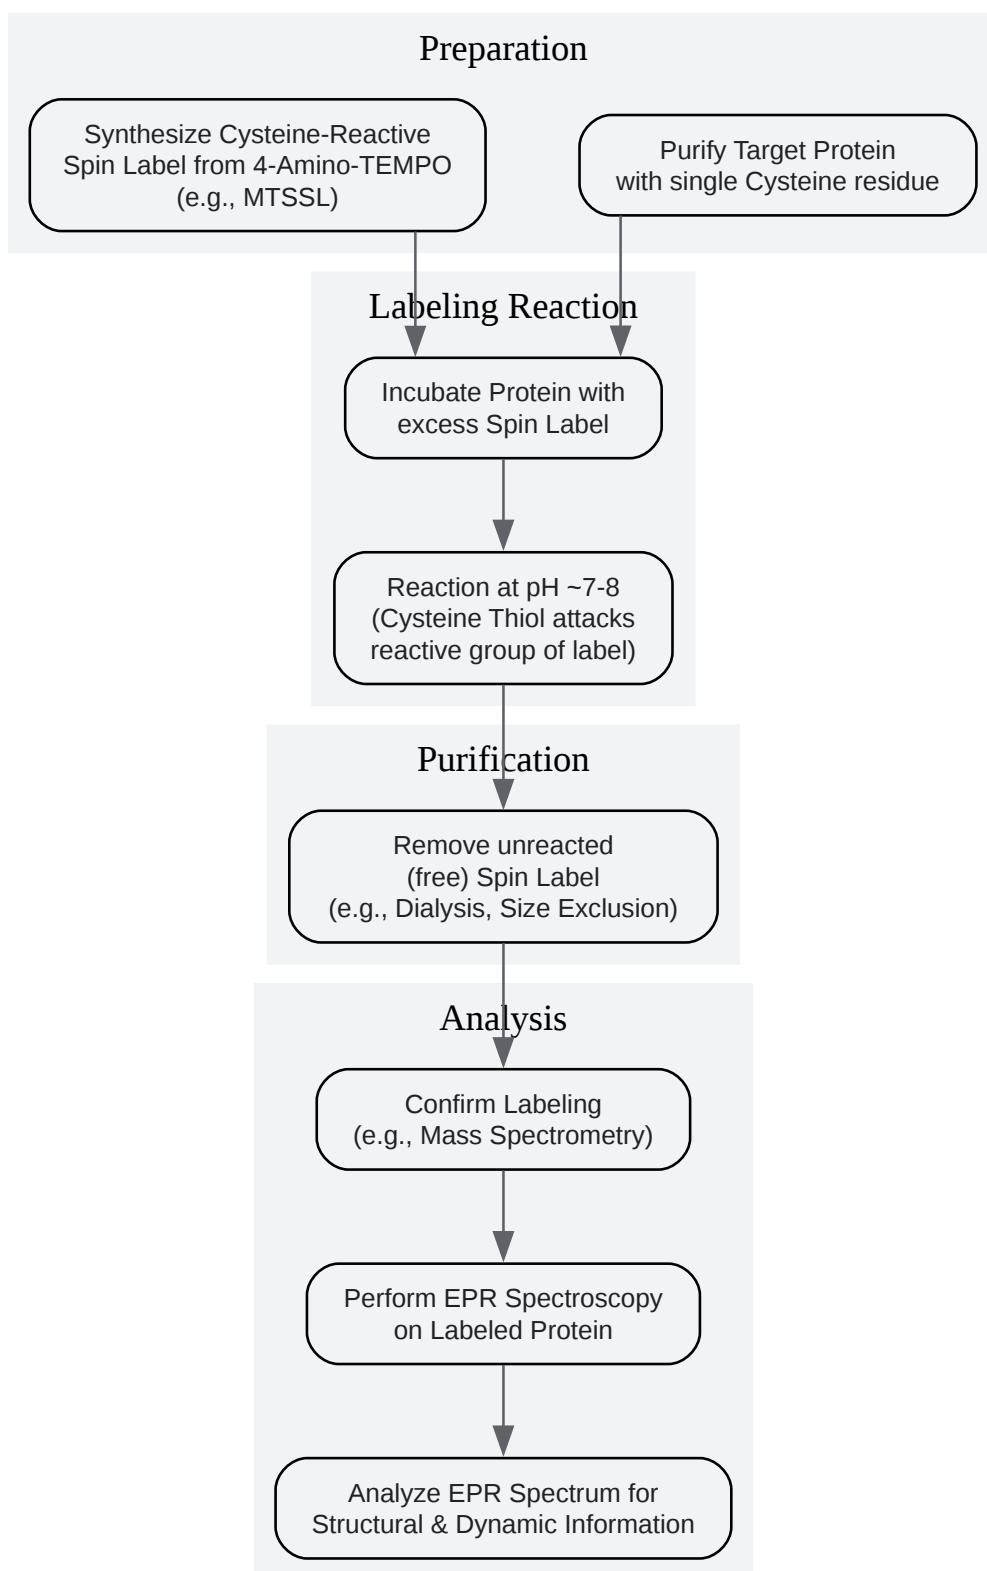 Preparation
Synthesize Cysteine-Reactive
Spin Label from 4-Amino-TEMPO
(e.g., MTSSL)
Purify Target Protein
with single Cysteine residue
Labeling Reaction
Incubate Protein with
excess Spin Label
Reaction at pH ~7-8
(Cysteine Thiol attacks
reactive group of label)
Purification
Remove unreacted
(free) Spin Label
(e.g., Dialysis, Size Exclusion)
Analysis
Confirm Labeling
(e.g., Mass Spectrometry)
Perform EPR Spectroscopy
on Labeled Protein
Analyze EPR Spectrum for
Structural & Dynamic Information